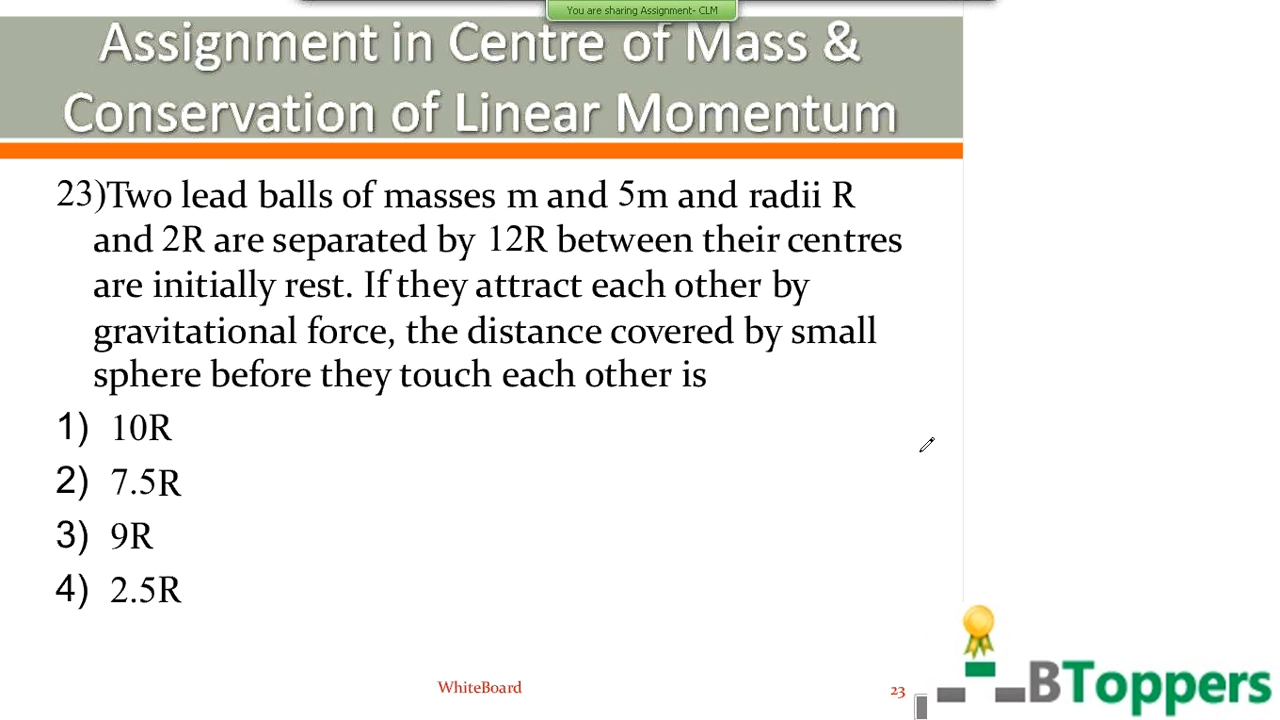 You are sharing Assignment- CLM
Assignment in Centre of Mass &
Conservation of Linear Momentum
23)Two lead balls of masses m and 5m and radii R
and 2R are separated by 12R between their centres
are initially rest. If they attract each other by
gravitational force, the distance covered by small
sphere before they touch each other is
1) 10R
2) 7.5R
3) 9R
4) 2.5R
WhiteBoard
23
BToppers